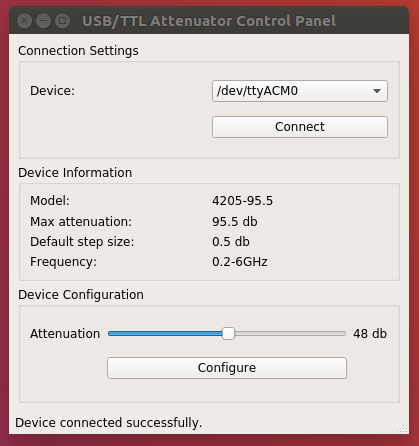 USB/TTL Attenuator Control Panel
Connection Settings
Device: /dev/ttyACM0
Connect
Device Information
Model: 4205-95.5
Max attenuation: 95.5 db
Default step size: 0.5 db
Frequency: 0.2-6GHz
Device Configuration
Attenuation 48 db
Configure
Device connected successfully.